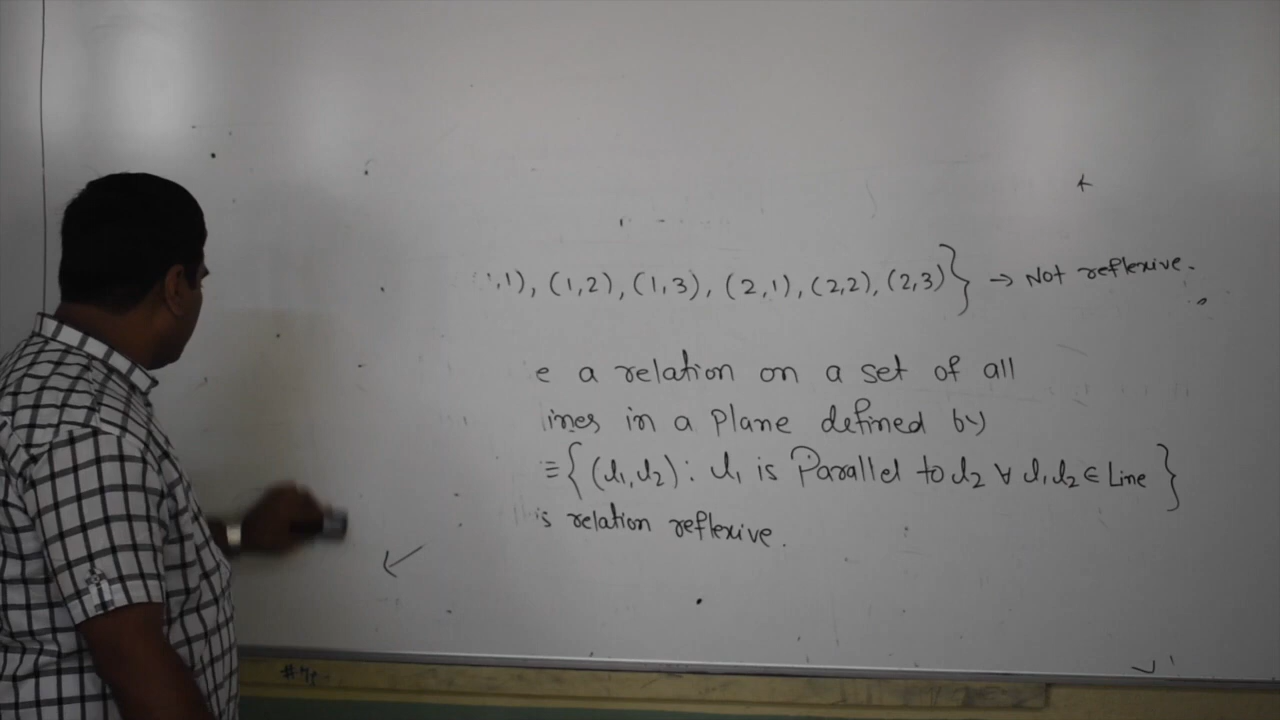 ,1), (1,2), (1,3), (2,1), (2,2), (2,3)} → Not reflexive.
e a relation on a set of all
ines in a plane defined by
≡ {(l₁,l₂): l₁ is Parallel to l₂ ∀ l₁,l₂ ∈ Line }
is relation reflexive.